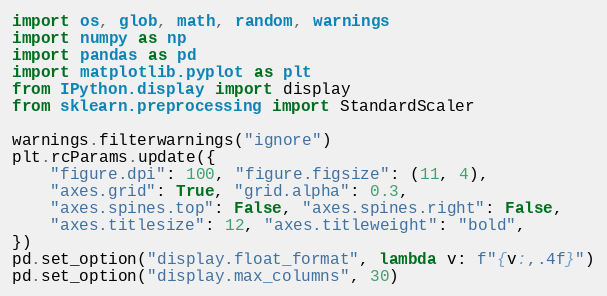 import os, glob, math, random, warnings
import numpy as np
import pandas as pd
import matplotlib.pyplot as plt
from IPython.display import display
from sklearn.preprocessing import StandardScaler

warnings.filterwarnings("ignore")
plt.rcParams.update({
    "figure.dpi": 100, "figure.figsize": (11, 4),
    "axes.grid": True, "grid.alpha": 0.3,
    "axes.spines.top": False, "axes.spines.right": False,
    "axes.titlesize": 12, "axes.titleweight": "bold",
})
pd.set_option("display.float_format", lambda v: f"{v:,.4f}")
pd.set_option("display.max_columns", 30)